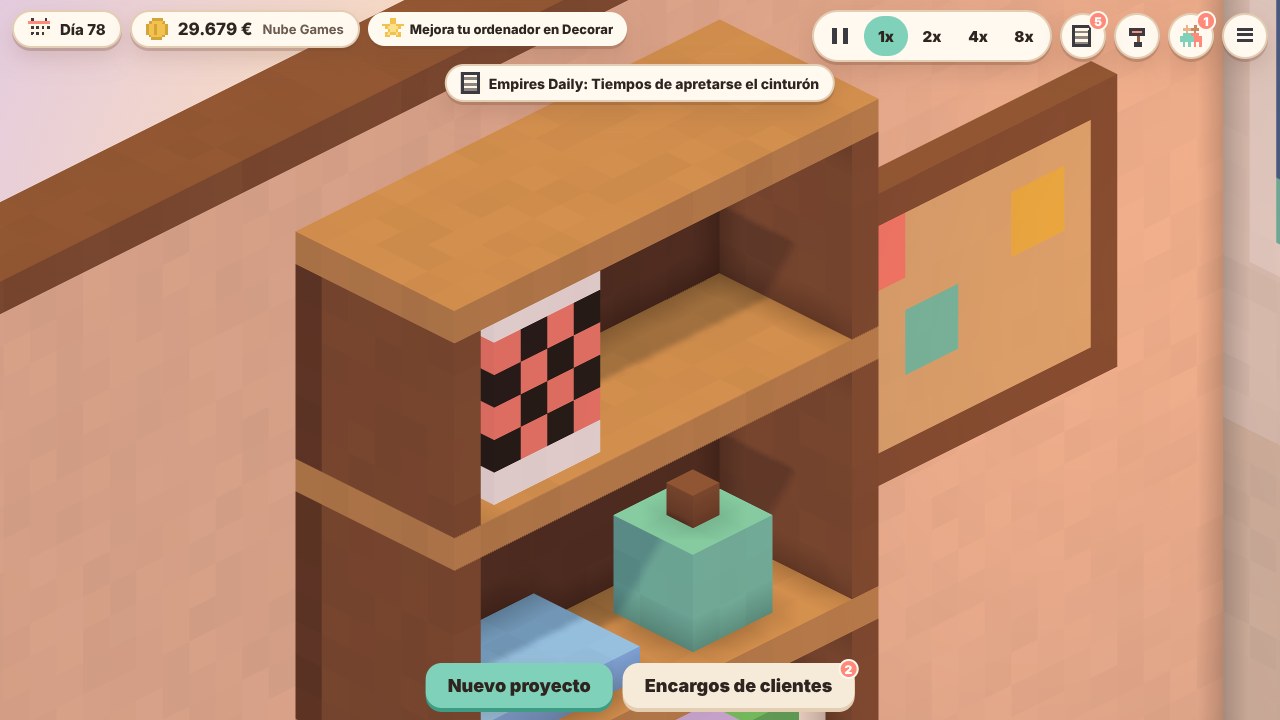 Día 78
29.679 €
Nube Games
Mejora tu ordenador en Decorar
1x
2x
4x
8x
5
1
Empires Daily: Tiempos de apretarse el cinturón
Nuevo proyecto
Encargos de clientes
2